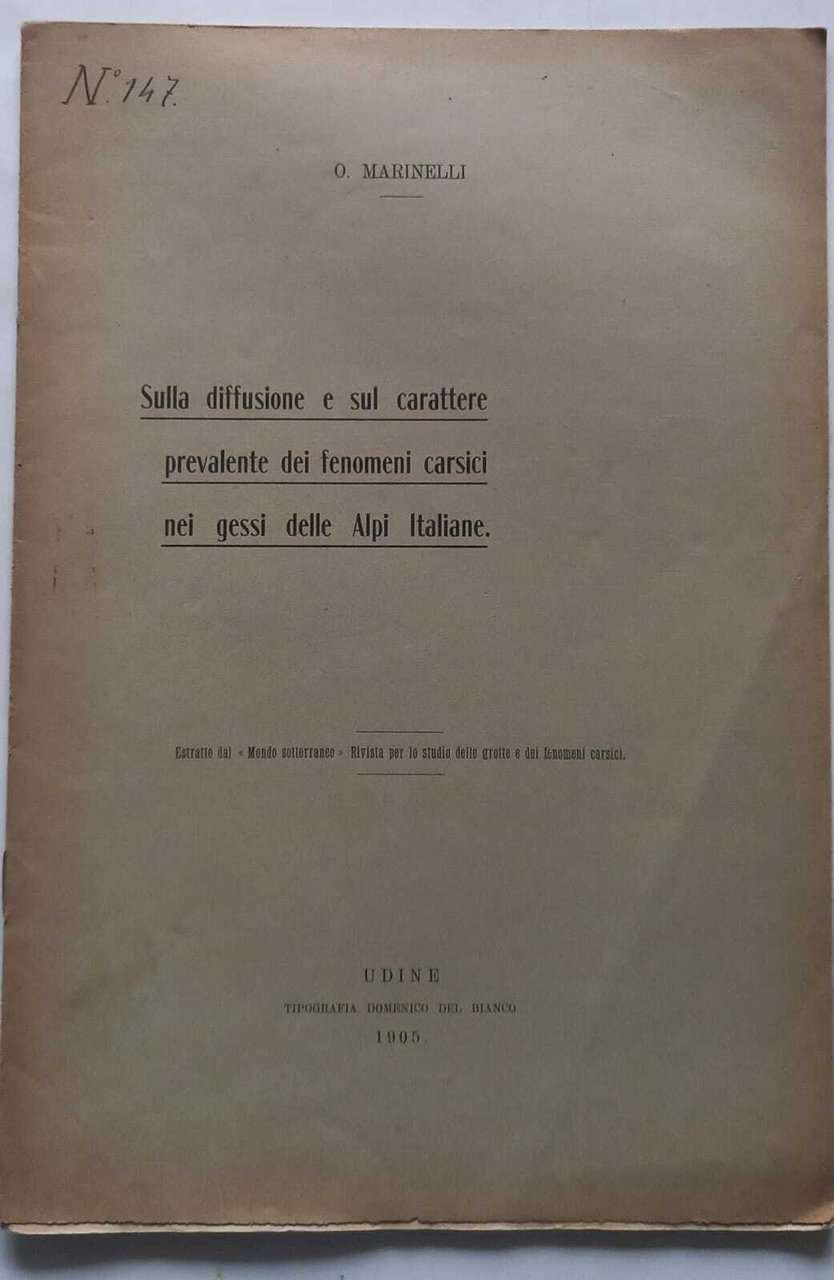 N.° 147.
O. MARINELLI
Sulla diffusione e sul carattere
prevalente dei fenomeni carsici
nei gessi delle Alpi Italiane.
Estratto dal « Mondo sotterraneo » Rivista per lo studio delle grotte e dei fenomeni carsici.
UDINE
TIPOGRAFIA DOMENICO DEL BIANCO
1905.